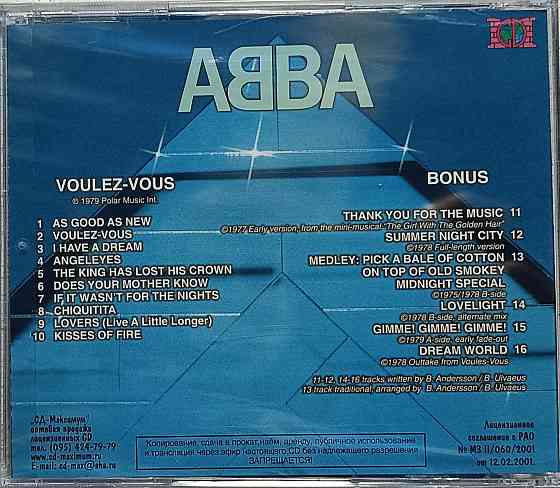 ABBA
VOULEZ-VOUS
℗ 1979 Polar Music Int.
1 AS GOOD AS NEW
2 VOULEZ-VOUS
3 I HAVE A DREAM
4 ANGELEYES
5 THE KING HAS LOST HIS CROWN
6 DOES YOUR MOTHER KNOW
7 IF IT WASN'T FOR THE NIGHTS
8 CHIQUITITA
9 LOVERS (Live A Little Longer)
10 KISSES OF FIRE
BONUS
THANK YOU FOR THE MUSIC 11
©1977 Early version, from the mini-musical "The Girl With The Golden Hair"
SUMMER NIGHT CITY 12
©1978 Full-length version
MEDLEY: PICK A BALE OF COTTON 13
ON TOP OF OLD SMOKEY
MIDNIGHT SPECIAL
©1975/1978 B-side
LOVELIGHT 14
©1978 B-side, alternate mix
GIMME! GIMME! GIMME! 15
©1979 A-side, early fade-out
DREAM WORLD 16
©1978 Outtake from Voules-Vous
11-12, 14-16 tracks written by B. Andersson / B. Ulvaeus
13 track traditional, arranged by B. Andersson / B. Ulvaeus
"СД-Максимум"
оптовая продажа
лицензионных CD
тел. (095) 424-79-79
http: cd-maximum.ru
E-mail: cd-max@aha.ru
Копирование, сдача в прокат,наём, аренду, публичное использование
и трансляция через эфир настоящего CD без надлежащего разрешения
ЗАПРЕЩАЕТСЯ!
Лицензионное
соглашение с РАО
№ МЗ II/060/2001
от 12.02.2001.